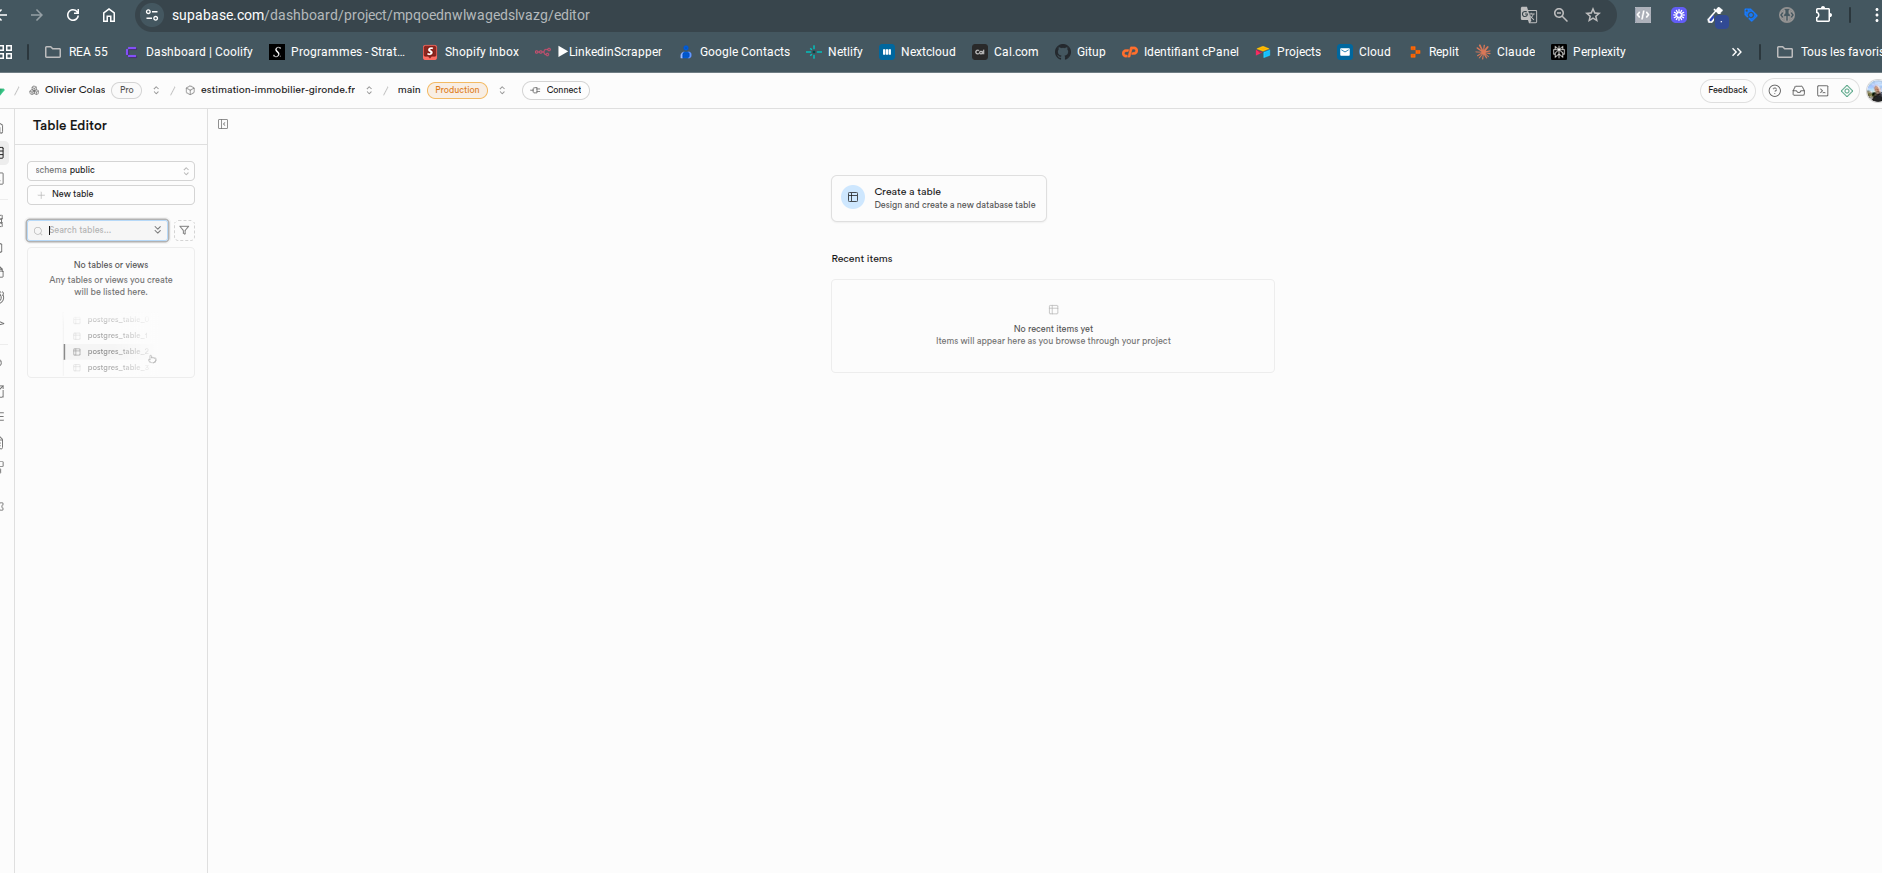 supabase.com/dashboard/project/mpqoednwlwagedslvazg/editor
REA 55 Dashboard | Coolify Programmes - Strat... Shopify Inbox ▶LinkedinScrapper Google Contacts Netlify Nextcloud Cal.com Gitup Identifiant cPanel Projects Cloud Replit Claude Perplexity » Tous les favoris
/ Olivier Colas Pro / estimation-immobilier-gironde.fr / main Production Connect Feedback
Table Editor
schema public
+ New table
Search tables...
No tables or views
Any tables or views you create
will be listed here.
postgres_table_
postgres_table_
postgres_table_
postgres_table_
Create a table
Design and create a new database table
Recent items
No recent items yet
Items will appear here as you browse through your project